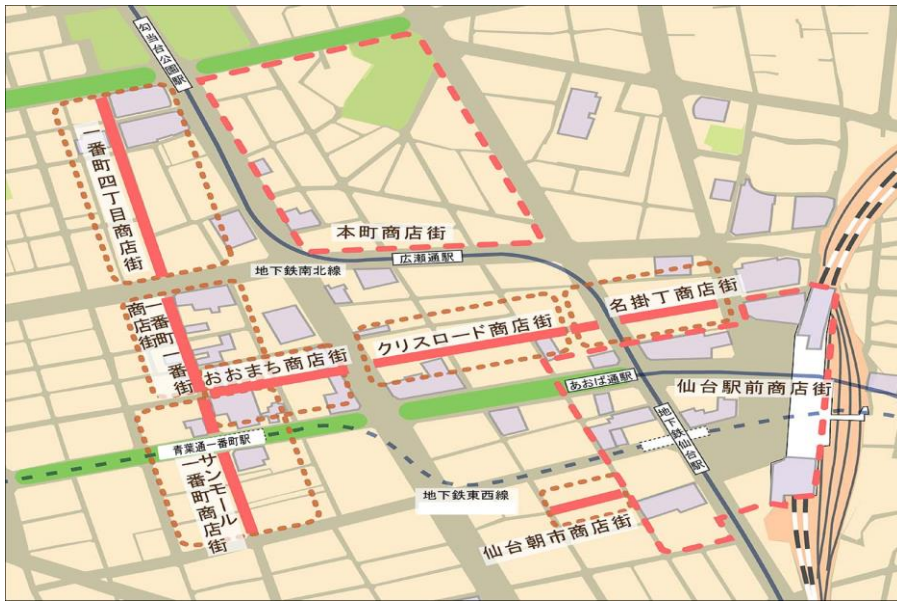 勾当台公園駅
一番町四丁目商店街
本町商店街
広瀬通駅
地下鉄南北線
名掛丁商店街
一番町一番街
商店街
クリスロード商店街
おおまち商店街
あおば通駅
仙台駅前商店街
地下鉄仙台駅
青葉通一番町駅
サンモール
一番町商店街
地下鉄東西線
仙台朝市商店街